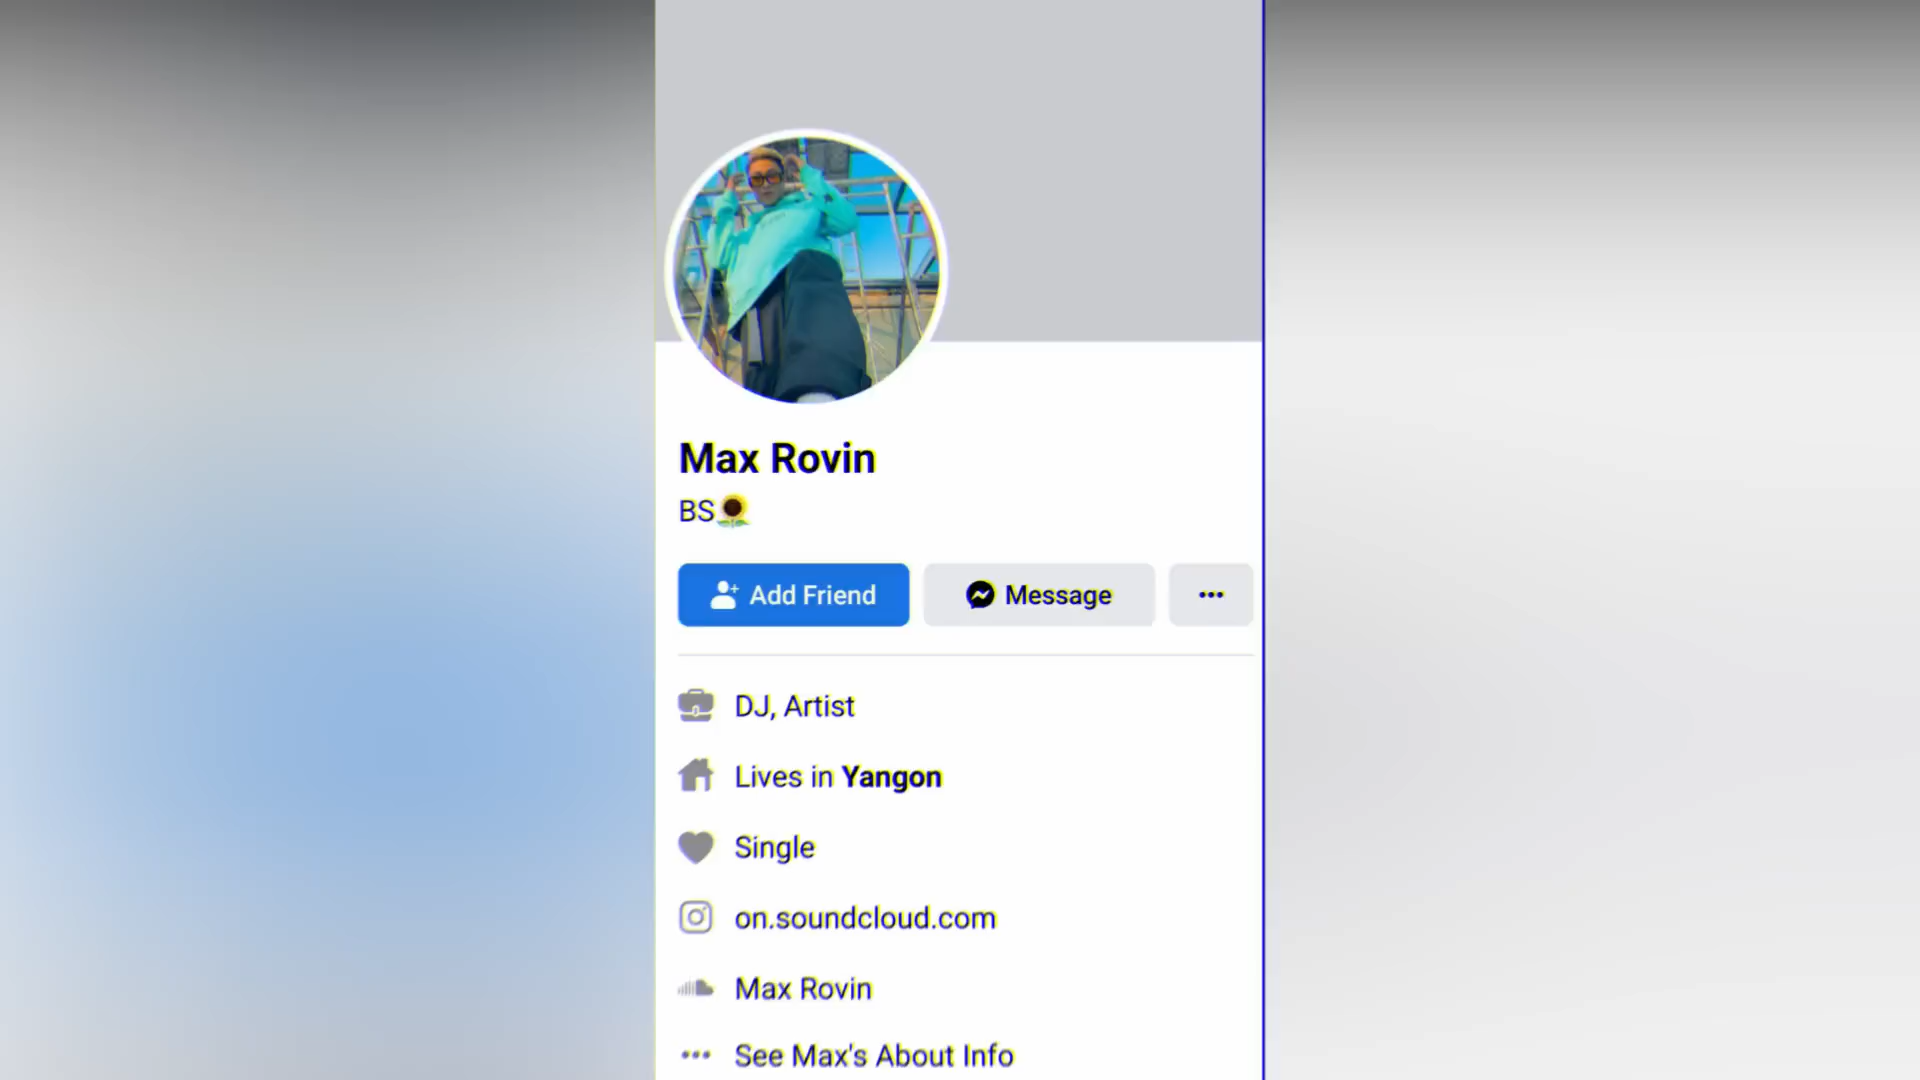 Max Rovin
BS🌻
Add Friend
Message
DJ, Artist
Lives in Yangon
Single
on.soundcloud.com
Max Rovin
See Max's About Info